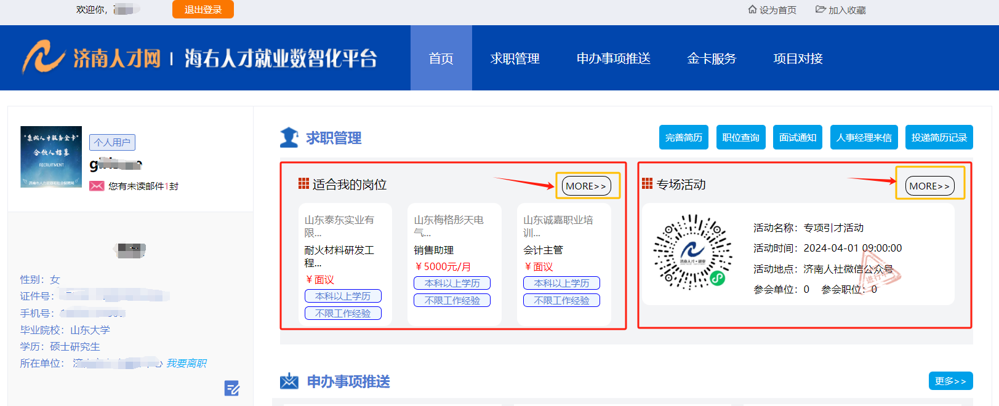 欢迎你,
退出登录
设为首页
加入收藏
济南人才网 | 海右人才就业数智化平台
首页
求职管理
申办事项推送
金卡服务
项目对接
"泉城人才服务金卡"
合伙人招募
RECRUITMENT
个人用户
您有未读邮件1封
性别：女
证件号：
手机号：
毕业院校：山东大学
学历：硕士研究生
所在单位：
我要离职
求职管理
完善简历
职位查询
面试通知
人事经理来信
投递简历记录
适合我的岗位
MORE>>
山东泰东实业有
限...
耐火材料研发工
程...
￥面议
本科以上学历
不限工作经验
山东梅格彤天电
气...
销售助理
￥5000元/月
本科以上学历
不限工作经验
山东诚嘉职业培
训...
会计主管
￥面议
本科以上学历
不限工作经验
专场活动
MORE>>
济南人才·就业
活动名称：专项引才活动
活动时间：2024-04-01 09:00:00
活动地点：济南人社微信公众号
参会单位：0 参会职位：0
进行中
申办事项推送
更多>>